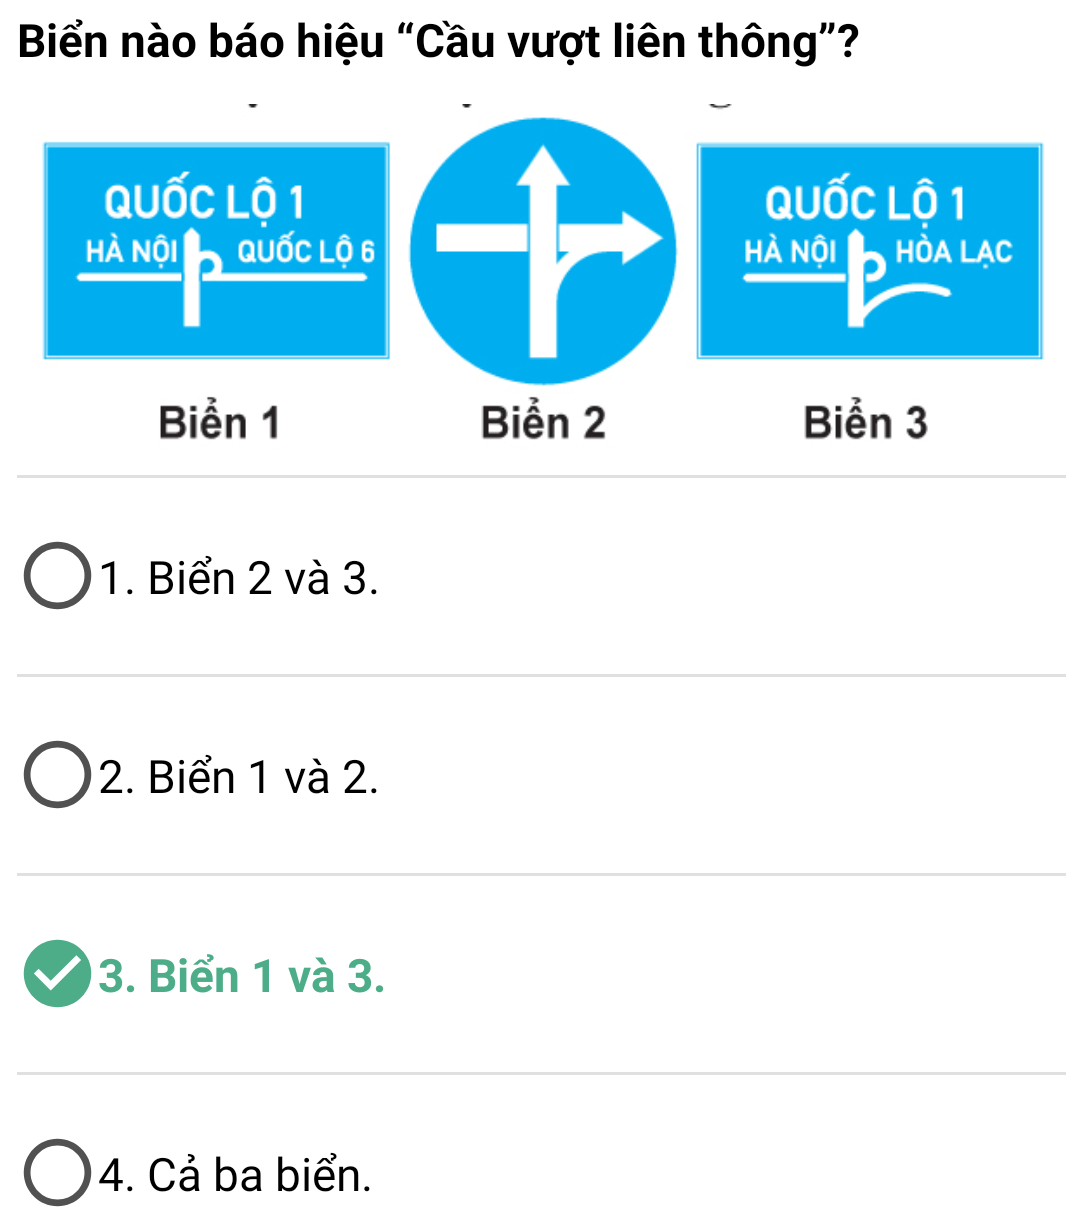 Biển nào báo hiệu “Cầu vượt liên thông”?
QUỐC LỘ 1
HÀ NỘI QUỐC LỘ 6
QUỐC LỘ 1
HÀ NỘI HÒA LẠC
Biển 1 Biển 2 Biển 3
1. Biển 2 và 3.
2. Biển 1 và 2.
3. Biển 1 và 3.
4. Cả ba biển.